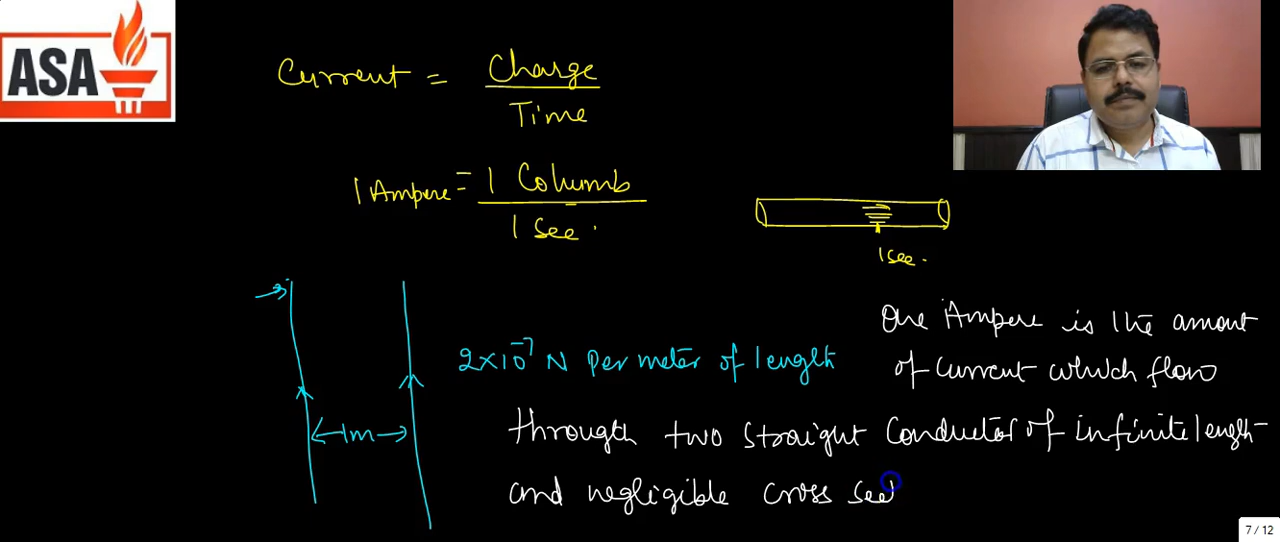 ASA
Current = Charge
Time
1 Ampere = 1 Columb
1 Sec.
1 sec.
One Ampere is the amount
of current which flow
2×10⁻⁷ N per meter of length
1m
through two straight conductor of infinite length
and negligible cross sec
7 / 12